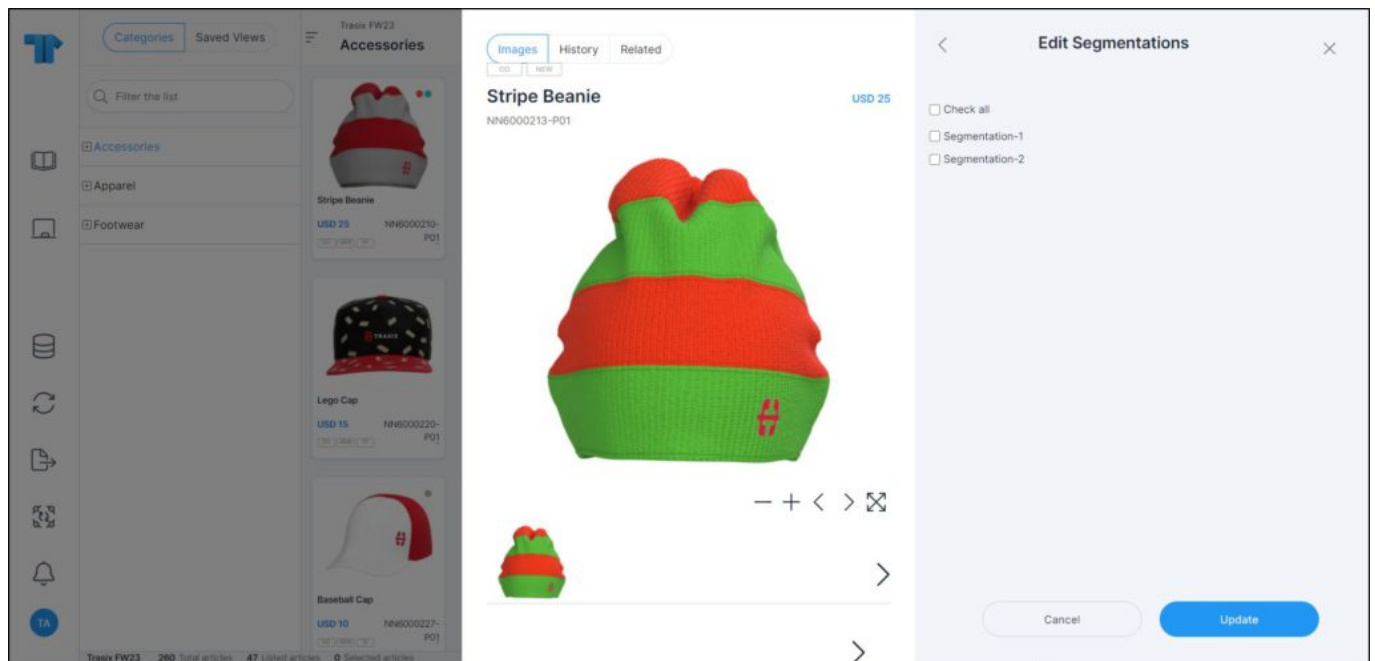 Categories
Saved Views
Filter the list
Accessories
Apparel
Footwear
Trasix FW23
Accessories
Stripe Beanie
USD 25
NN6000210-
P01
TRASIX
Lego Cap
USD 15
NN6000220-
P01
Baseball Cap
USD 10
NN6000227-
P01
TA
Trasix FW23 260 Total articles 47 Listed articles 0 Selected articles
Images
History
Related
CO
NEW
Stripe Beanie
USD 25
NN6000213-P01
Edit Segmentations
Check all
Segmentation-1
Segmentation-2
Cancel
Update